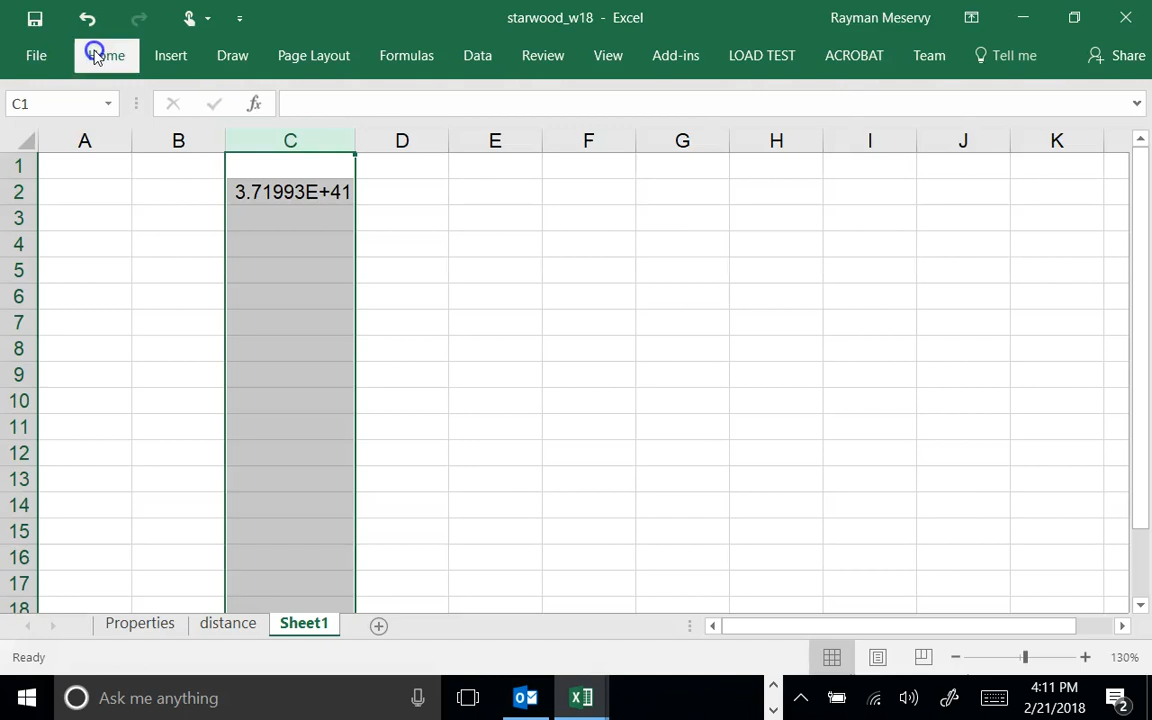 starwood_w18 - Excel
Rayman Meservy
File
Home
Insert
Draw
Page Layout
Formulas
Data
Review
View
Add-ins
LOAD TEST
ACROBAT
Team
Tell me
Share
C1
fx
A B C D E F G H I J K
1
2 3.71993E+41
3
4
5
6
7
8
9
10
11
12
13
14
15
16
17
18
Properties
distance
Sheet1
Ready
130%
Ask me anything
4:11 PM
2/21/2018
2